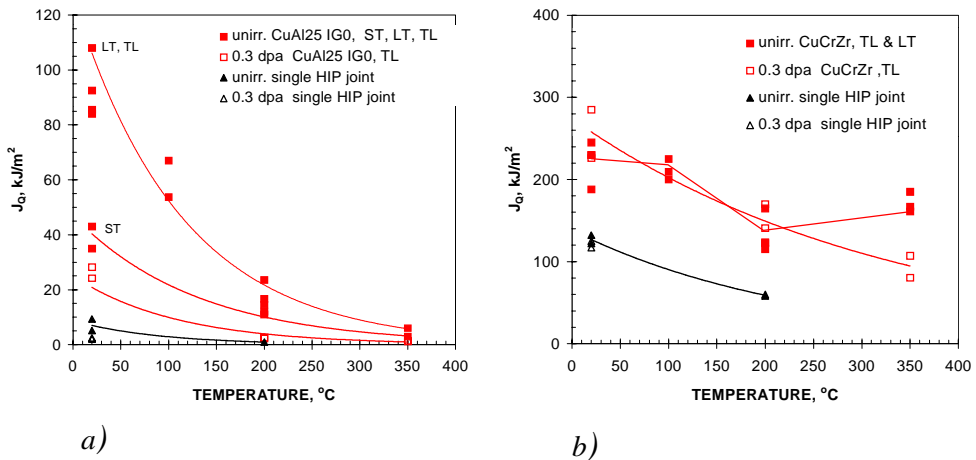 120
100
80
60
40
20
0
J_Q, kJ/m²
LT, TL
ST
unirr. CuAl25 IG0, ST, LT, TL
0.3 dpa CuAl25 IG0, TL
unirr. single HIP joint
0.3 dpa single HIP joint
0 50 100 150 200 250 300 350 400
TEMPERATURE, °C
a)
400
300
200
100
0
J_Q, kJ/m²
unirr. CuCrZr, TL & LT
0.3 dpa CuCrZr ,TL
unirr. single HIP joint
0.3 dpa single HIP joint
0 50 100 150 200 250 300 350 400
TEMPERATURE, °C
b)